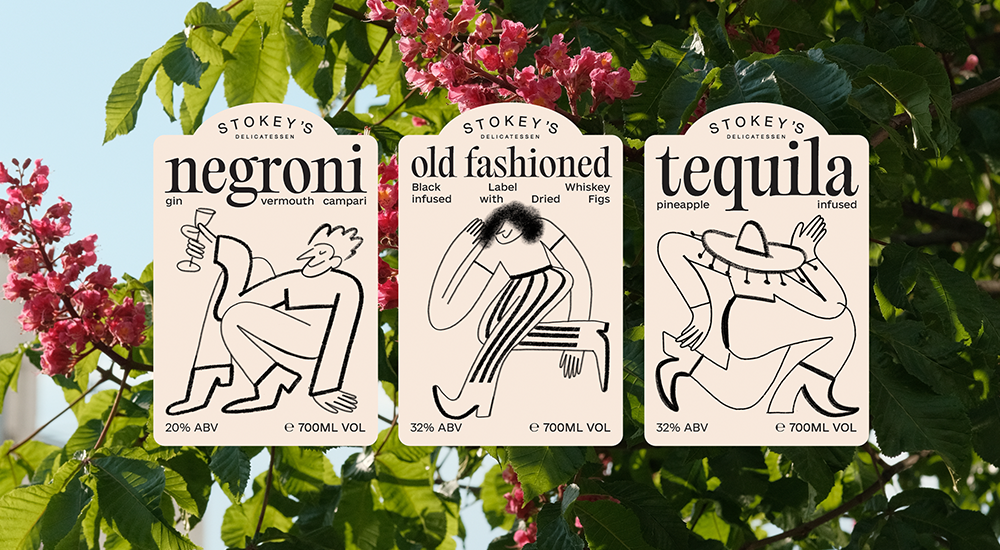 STOKEY'S
DELICATESSEN
negroni
gin vermouth campari
20% ABV ℮ 700ML VOL
STOKEY'S
DELICATESSEN
old fashioned
Black Label Whiskey
infused with Dried Figs
32% ABV ℮ 700ML VOL
STOKEY'S
DELICATESSEN
tequila
pineapple infused
32% ABV ℮ 700ML VOL